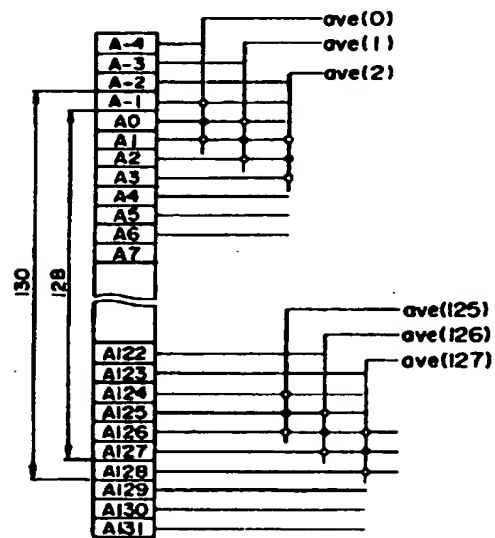 ave(0)
ave(1)
ave(2)
A-4
A-3
A-2
A-1
A0
A1
A2
A3
A4
A5
A6
A7
130
128
ave(125)
ave(126)
ave(127)
A122
A123
A124
A125
A126
A127
A128
A129
A130
A131